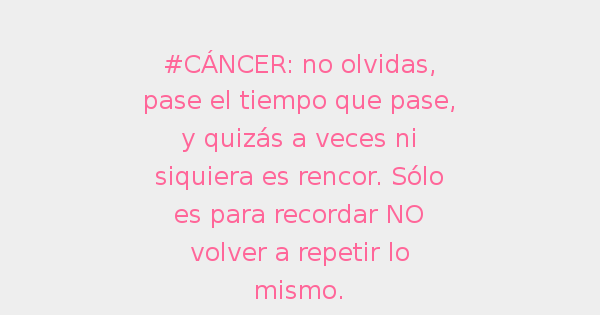 #CÁNCER: no olvidas,
pase el tiempo que pase,
y quizás a veces ni
siquiera es rencor. Sólo
es para recordar NO
volver a repetir lo
mismo.